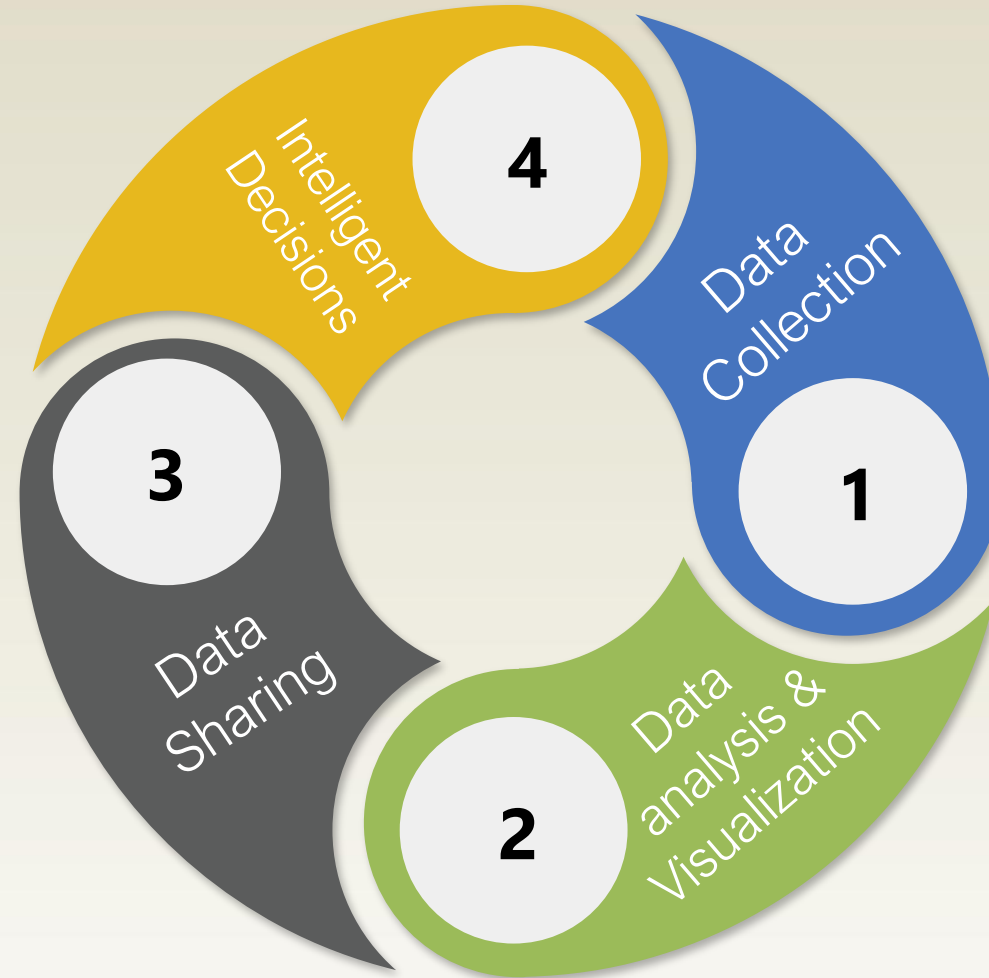 Data
Collection
1
Data
analysis &
Visualization
2
Data
Sharing
3
Intelligent
Decisions
4